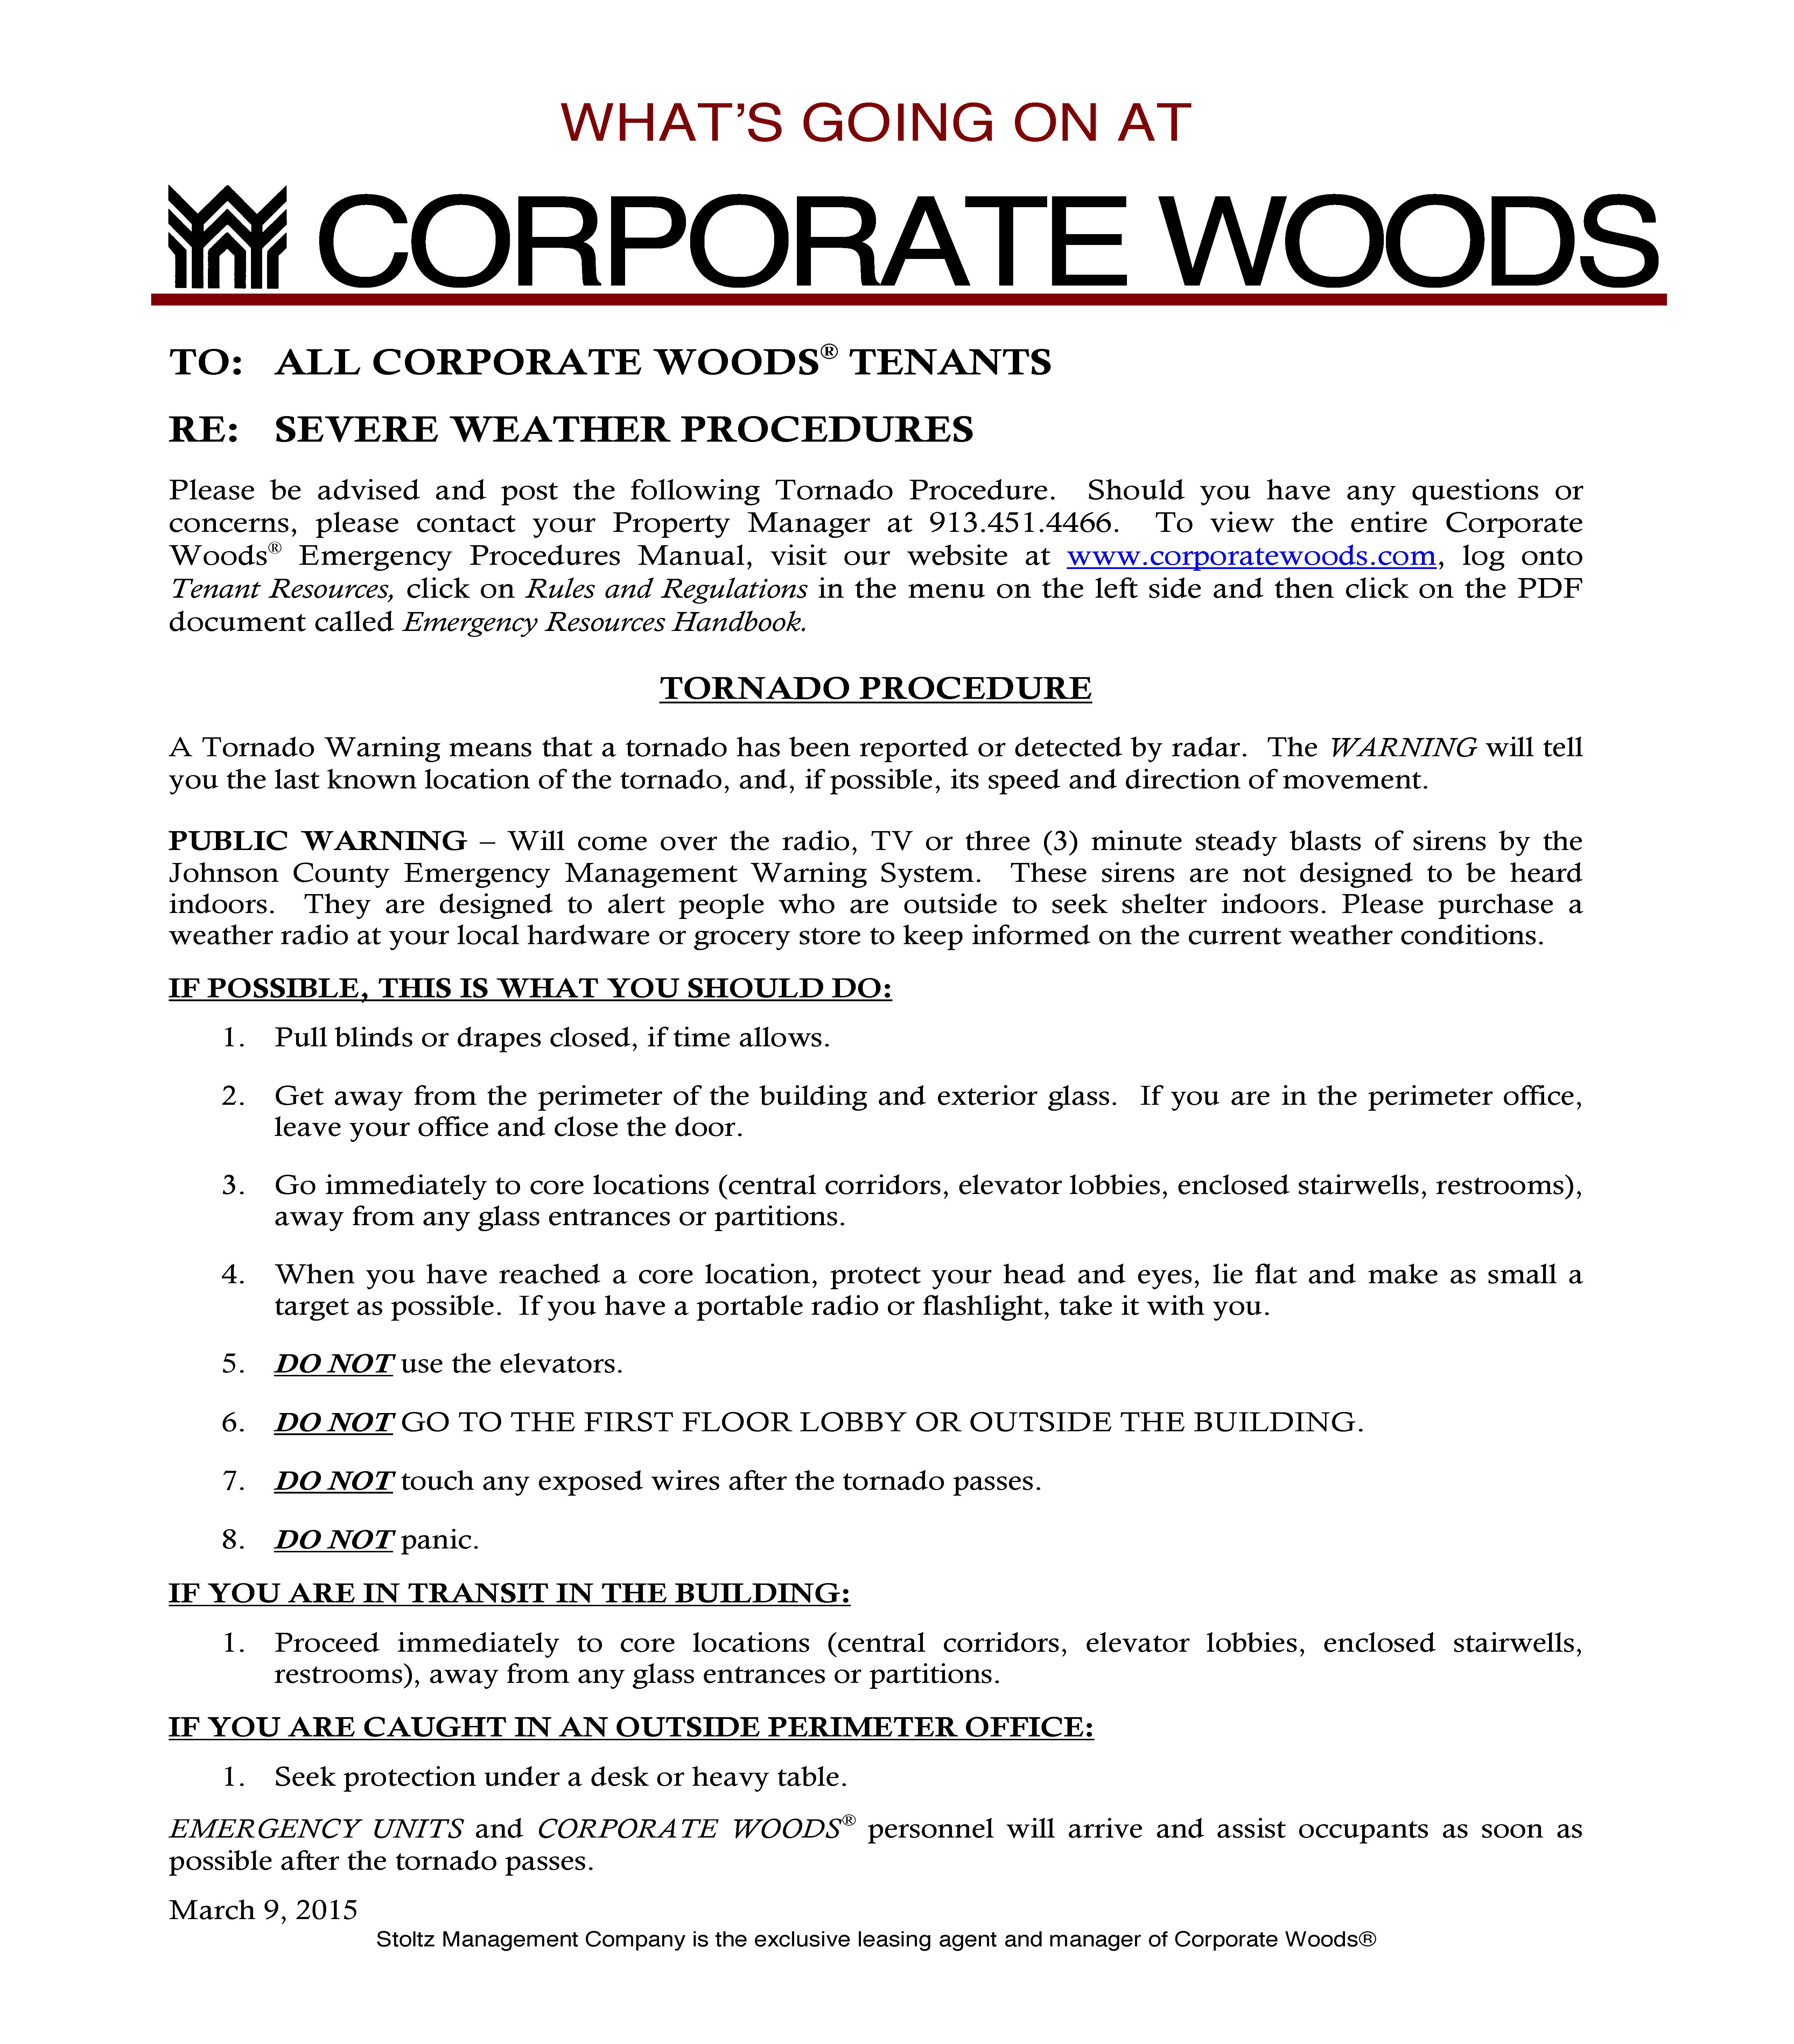 WHAT'S GOING ON AT
CORPORATE WOODS
TO: ALL CORPORATE WOODS® TENANTS
RE: SEVERE WEATHER PROCEDURES
Please be advised and post the following Tornado Procedure. Should you have any questions or
concerns, please contact your Property Manager at 913.451.4466. To view the entire Corporate
Woods® Emergency Procedures Manual, visit our website at www.corporatewoods.com, log onto
Tenant Resources, click on Rules and Regulations in the menu on the left side and then click on the PDF
document called Emergency Resources Handbook.
TORNADO PROCEDURE
A Tornado Warning means that a tornado has been reported or detected by radar. The WARNING will tell
you the last known location of the tornado, and, if possible, its speed and direction of movement.
PUBLIC WARNING – Will come over the radio, TV or three (3) minute steady blasts of sirens by the
Johnson County Emergency Management Warning System. These sirens are not designed to be heard
indoors. They are designed to alert people who are outside to seek shelter indoors. Please purchase a
weather radio at your local hardware or grocery store to keep informed on the current weather conditions.
IF POSSIBLE, THIS IS WHAT YOU SHOULD DO:
1. Pull blinds or drapes closed, if time allows.
2. Get away from the perimeter of the building and exterior glass. If you are in the perimeter office,
leave your office and close the door.
3. Go immediately to core locations (central corridors, elevator lobbies, enclosed stairwells, restrooms),
away from any glass entrances or partitions.
4. When you have reached a core location, protect your head and eyes, lie flat and make as small a
target as possible. If you have a portable radio or flashlight, take it with you.
5. DO NOT use the elevators.
6. DO NOT GO TO THE FIRST FLOOR LOBBY OR OUTSIDE THE BUILDING.
7. DO NOT touch any exposed wires after the tornado passes.
8. DO NOT panic.
IF YOU ARE IN TRANSIT IN THE BUILDING:
1. Proceed immediately to core locations (central corridors, elevator lobbies, enclosed stairwells,
restrooms), away from any glass entrances or partitions.
IF YOU ARE CAUGHT IN AN OUTSIDE PERIMETER OFFICE:
1. Seek protection under a desk or heavy table.
EMERGENCY UNITS and CORPORATE WOODS® personnel will arrive and assist occupants as soon as
possible after the tornado passes.
March 9, 2015
Stoltz Management Company is the exclusive leasing agent and manager of Corporate Woods®